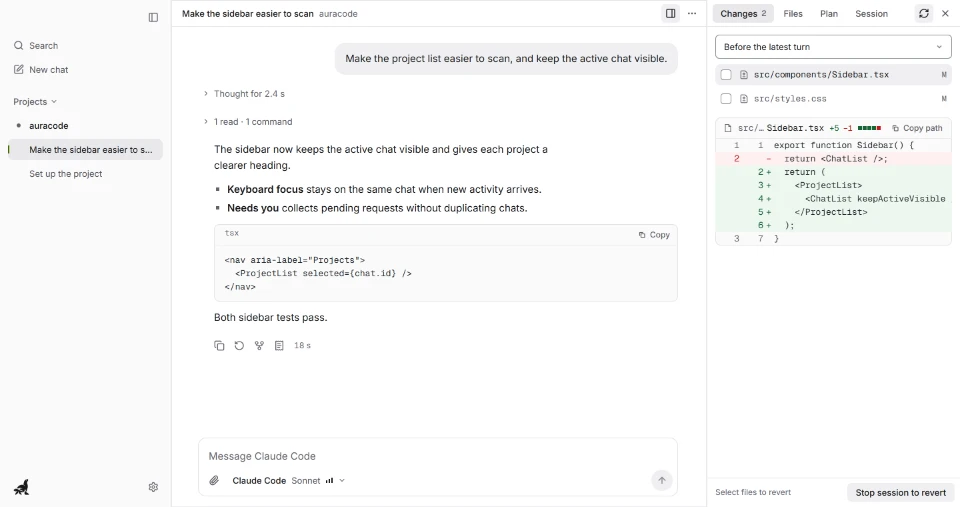 Search
New chat
Projects
auracode
Make the sidebar easier to s...
Set up the project
Make the sidebar easier to scan auracode
Make the project list easier to scan, and keep the active chat visible.
Thought for 2.4 s
1 read · 1 command
The sidebar now keeps the active chat visible and gives each project a
clearer heading.
Keyboard focus stays on the same chat when new activity arrives.
Needs you collects pending requests without duplicating chats.
tsx
Copy
<nav aria-label="Projects">
<ProjectList selected={chat.id} />
</nav>
Both sidebar tests pass.
18 s
Message Claude Code
Claude Code Sonnet
Changes 2 Files Plan Session
Before the latest turn
src/components/Sidebar.tsx M
src/styles.css M
src/... Sidebar.tsx +5 -1 Copy path
1 1 export function Sidebar() {
2 - return <ChatList />;
2 + return (
3 + <ProjectList>
4 + <ChatList keepActiveVisible
5 + </ProjectList>
6 + );
3 7 }
Select files to revert
Stop session to revert